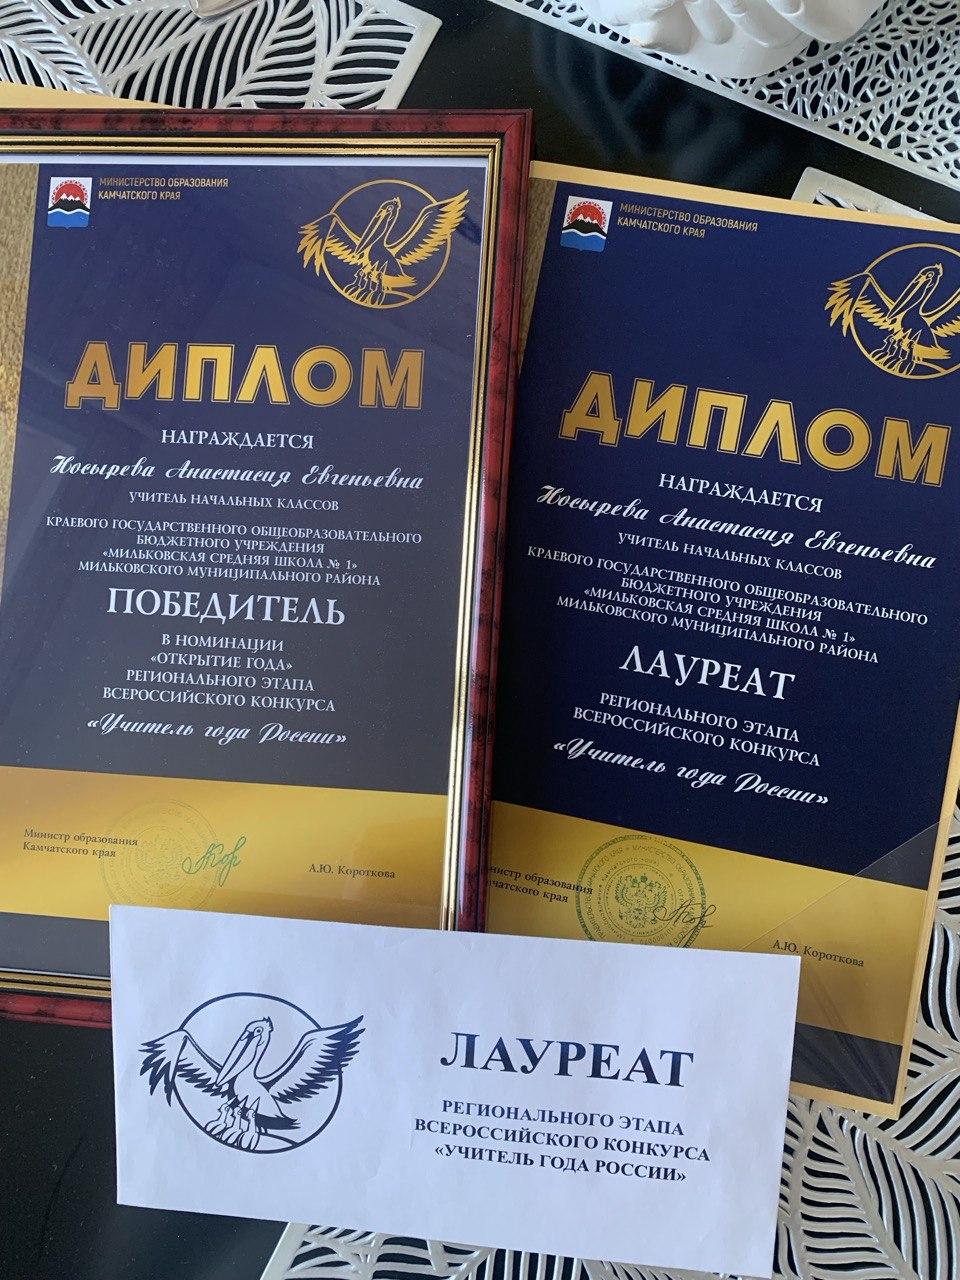 МИНИСТЕРСТВО ОБРАЗОВАНИЯ
КАМЧАТСКОГО КРАЯ
ДИПЛОМ
НАГРАЖДАЕТСЯ
Носырева Анастасия Евгеньевна
УЧИТЕЛЬ НАЧАЛЬНЫХ КЛАССОВ
КРАЕВОГО ГОСУДАРСТВЕННОГО ОБЩЕОБРАЗОВАТЕЛЬНОГО
БЮДЖЕТНОГО УЧРЕЖДЕНИЯ
«МИЛЬКОВСКАЯ СРЕДНЯЯ ШКОЛА № 1»
МИЛЬКОВСКОГО МУНИЦИПАЛЬНОГО РАЙОНА
ПОБЕДИТЕЛЬ
В НОМИНАЦИИ
«ОТКРЫТИЕ ГОДА»
РЕГИОНАЛЬНОГО ЭТАПА
ВСЕРОССИЙСКОГО КОНКУРСА
«Учитель года России»
Министр образования
Камчатского края
А.Ю. Короткова
МИНИСТЕРСТВО ОБРАЗОВАНИЯ
КАМЧАТСКОГО КРАЯ
ДИПЛОМ
НАГРАЖДАЕТСЯ
Носырева Анастасия Евгеньевна
УЧИТЕЛЬ НАЧАЛЬНЫХ КЛАССОВ
КРАЕВОГО ГОСУДАРСТВЕННОГО ОБЩЕОБРАЗОВАТЕЛЬНОГО
БЮДЖЕТНОГО УЧРЕЖДЕНИЯ
«МИЛЬКОВСКАЯ СРЕДНЯЯ ШКОЛА № 1»
МИЛЬКОВСКОГО МУНИЦИПАЛЬНОГО РАЙОНА
ЛАУРЕАТ
РЕГИОНАЛЬНОГО ЭТАПА
ВСЕРОССИЙСКОГО КОНКУРСА
«Учитель года России»
нистр образования
мчатского края
А.Ю. Короткова
ЛАУРЕАТ
РЕГИОНАЛЬНОГО ЭТАПА
ВСЕРОССИЙСКОГО КОНКУРСА
«УЧИТЕЛЬ ГОДА РОССИИ»